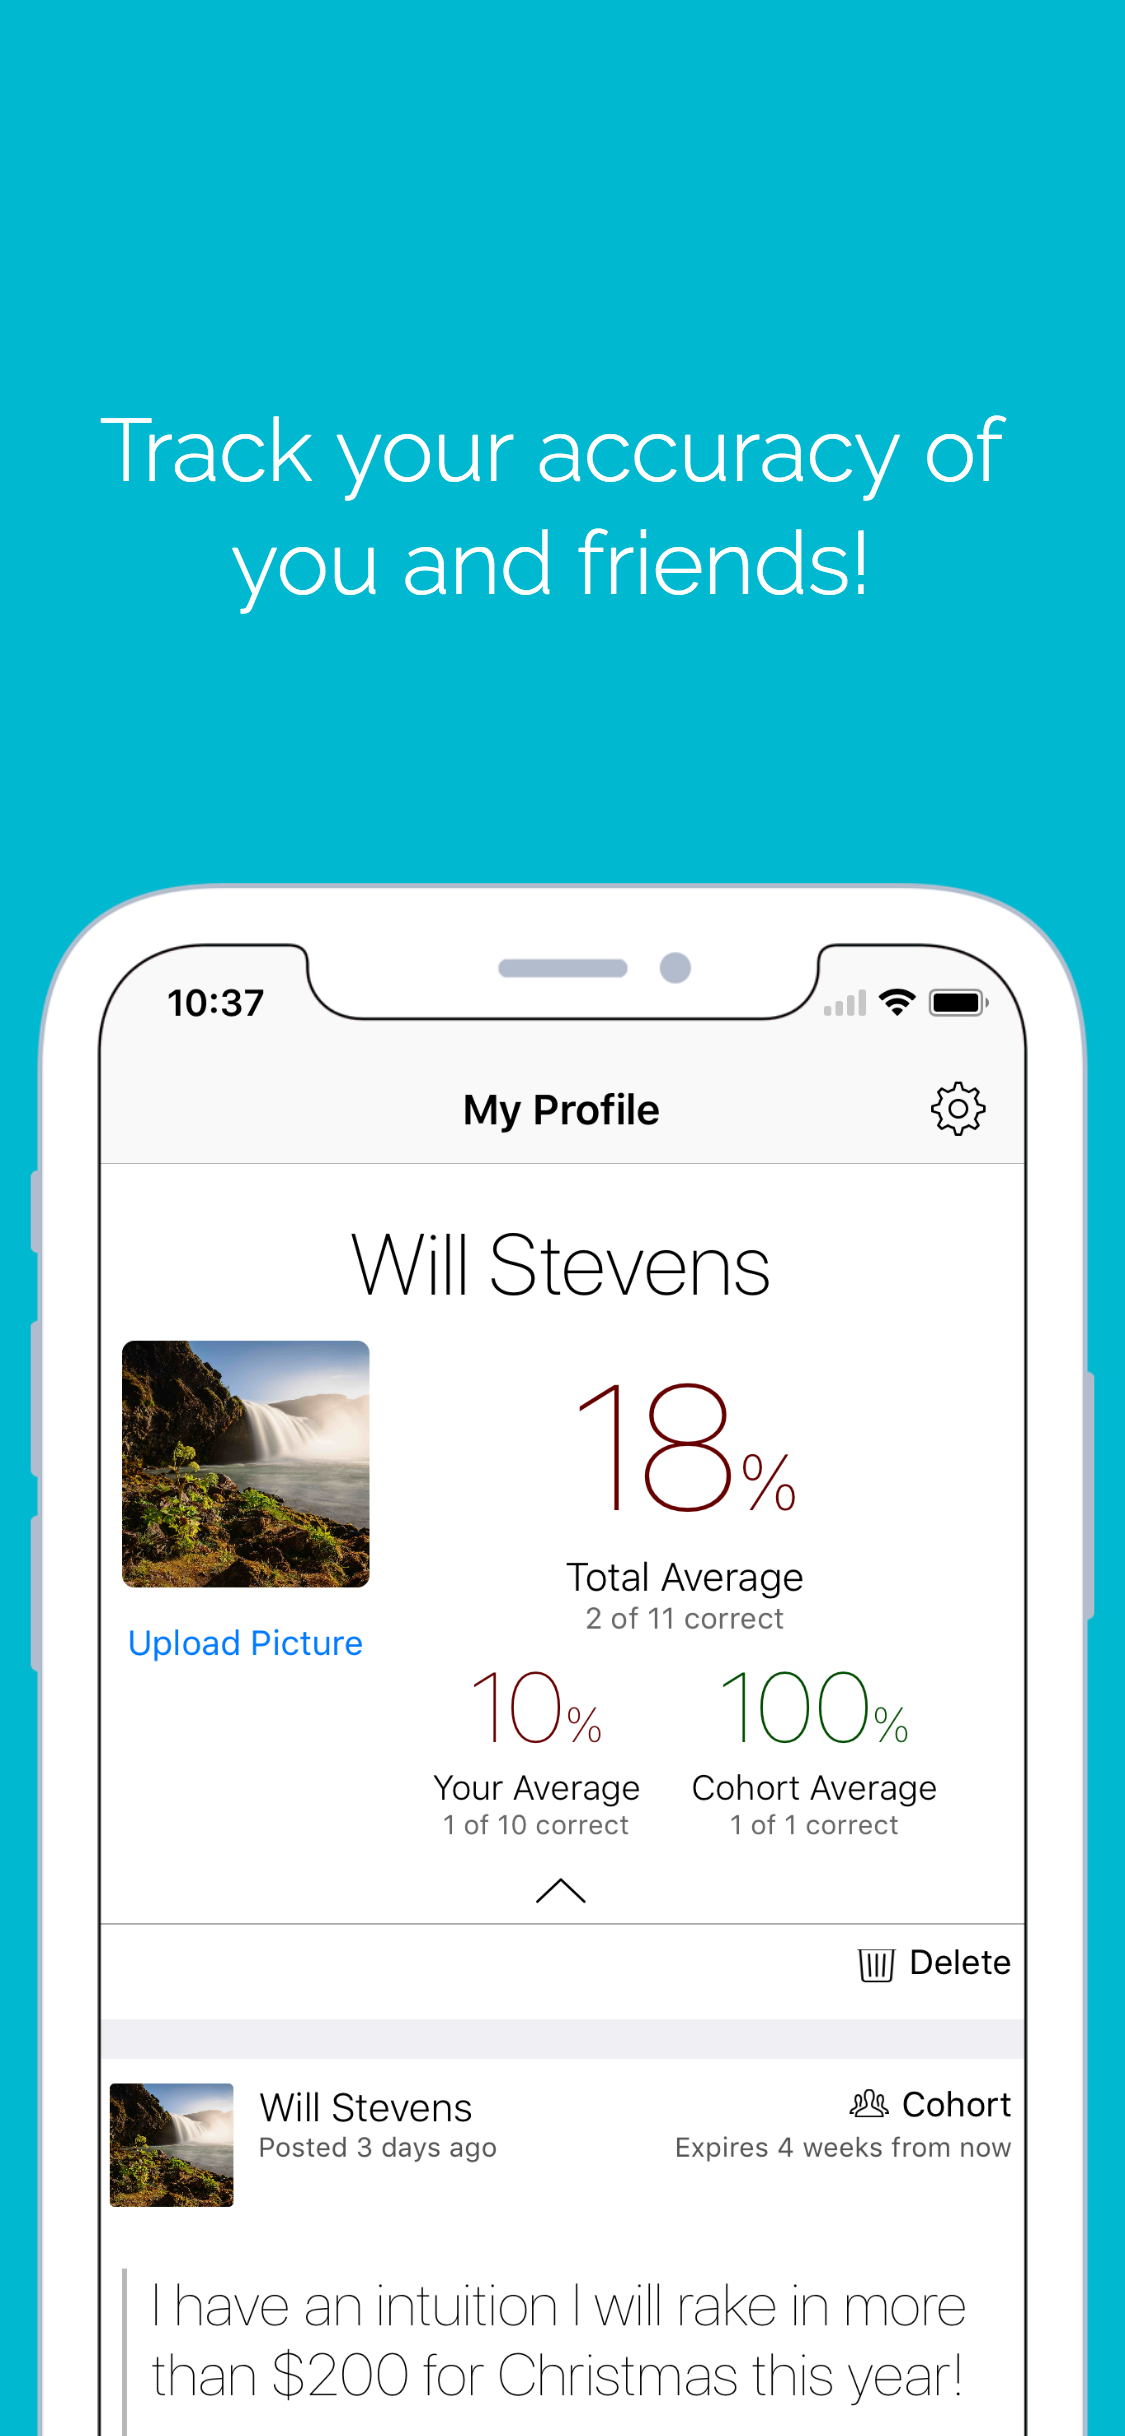 Track your accuracy of
you and friends!
10:37
My Profile
Will Stevens
18%
Total Average
2 of 11 correct
Upload Picture
10% 100%
Your Average Cohort Average
1 of 10 correct 1 of 1 correct
Delete
Will Stevens Cohort
Posted 3 days ago Expires 4 weeks from now
I have an intuition I will rake in more
than $200 for Christmas this year!